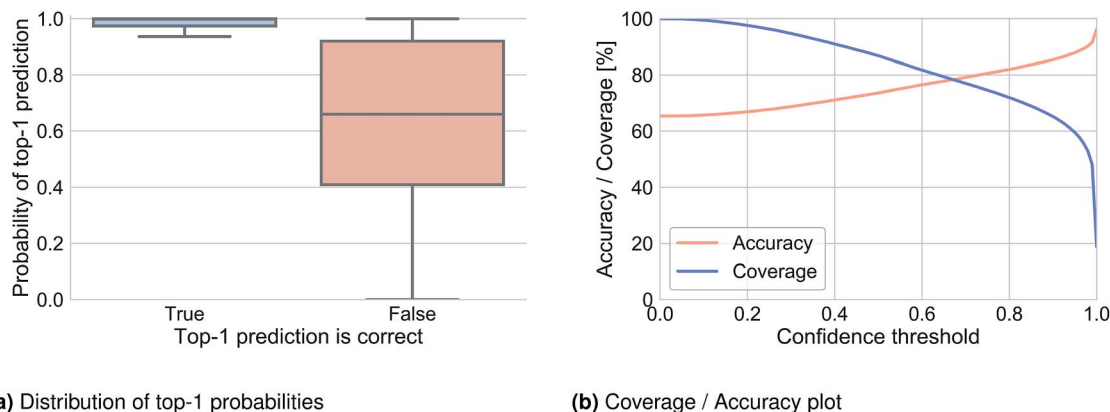 Probability of top-1 prediction
1.0
0.8
0.6
0.4
0.2
0.0
True False
Top-1 prediction is correct
Accuracy / Coverage [%]
100
80
60
40
20
0
Accuracy
Coverage
0.0 0.2 0.4 0.6 0.8 1.0
Confidence threshold
a) Distribution of top-1 probabilities
(b) Coverage / Accuracy plot